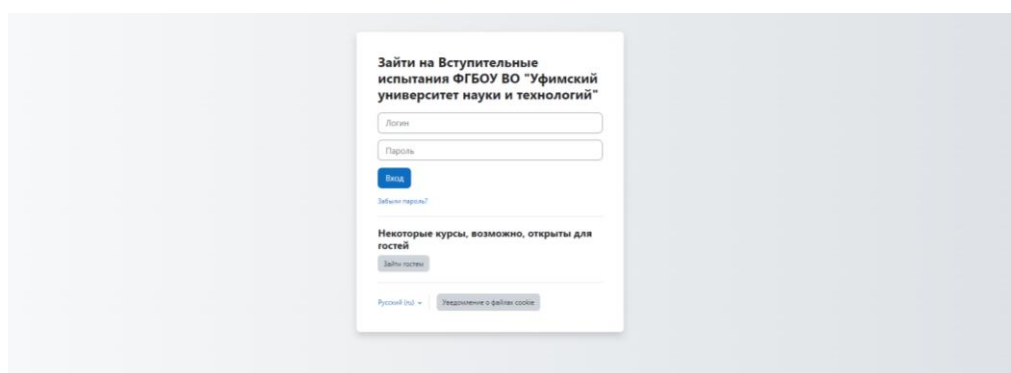 Зайти на Вступительные
испытания ФГБОУ ВО "Уфимский
университет науки и технологий"
Логин
Пароль
Вход
Забыли пароль?
Некоторые курсы, возможно, открыты для
гостей
Зайти гостем
Русский (ru)
Уведомление о файлах cookie